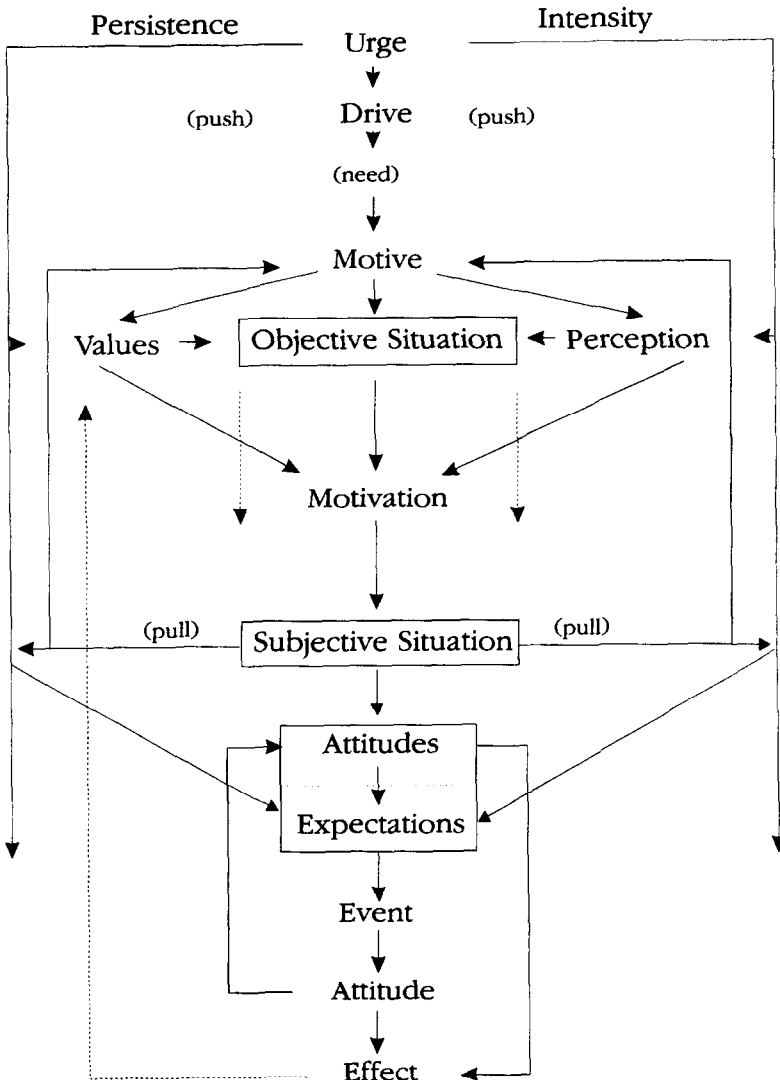 Persistence Intensity
Urge
(push) Drive (push)
(need)
Motive
Values Objective Situation Perception
Motivation
(pull) Subjective Situation (pull)
Attitudes
Expectations
Event
Attitude
Effect